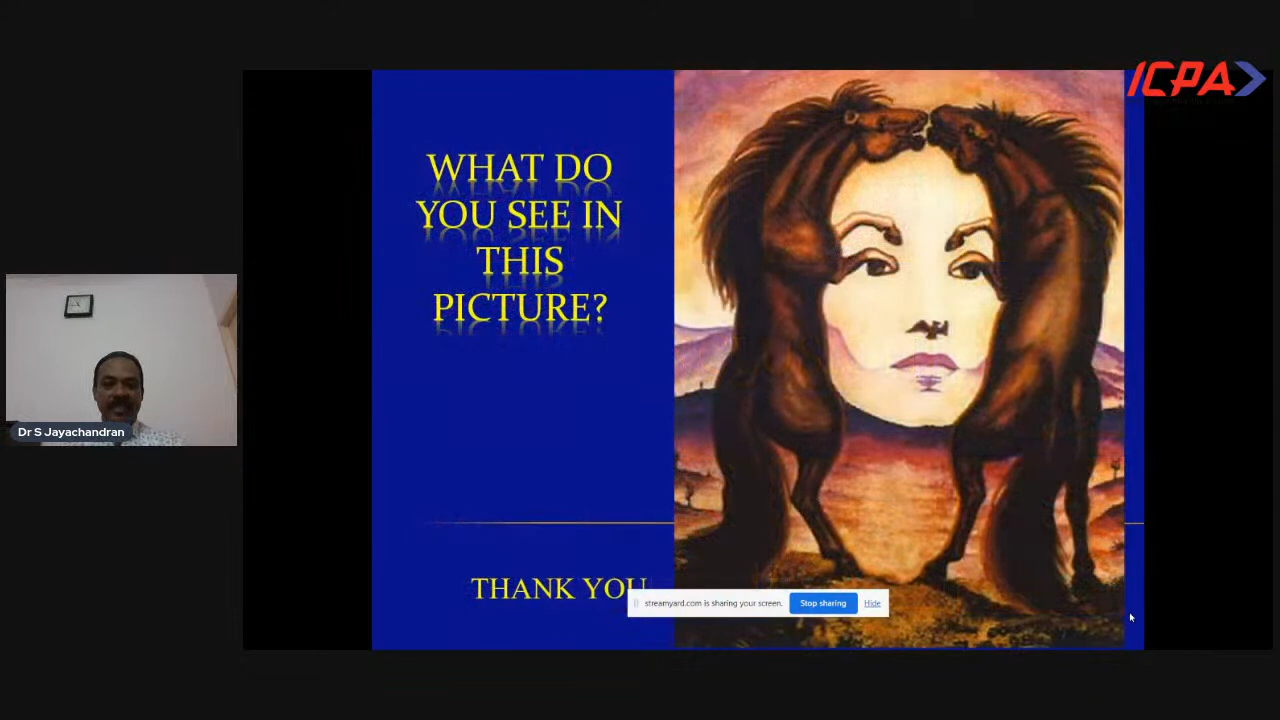 ICPA
WHAT DO
YOU SEE IN
THIS
PICTURE?
Dr S Jayachandran
THANK YOU
streamyard.com is sharing your screen.
Stop sharing
Hide